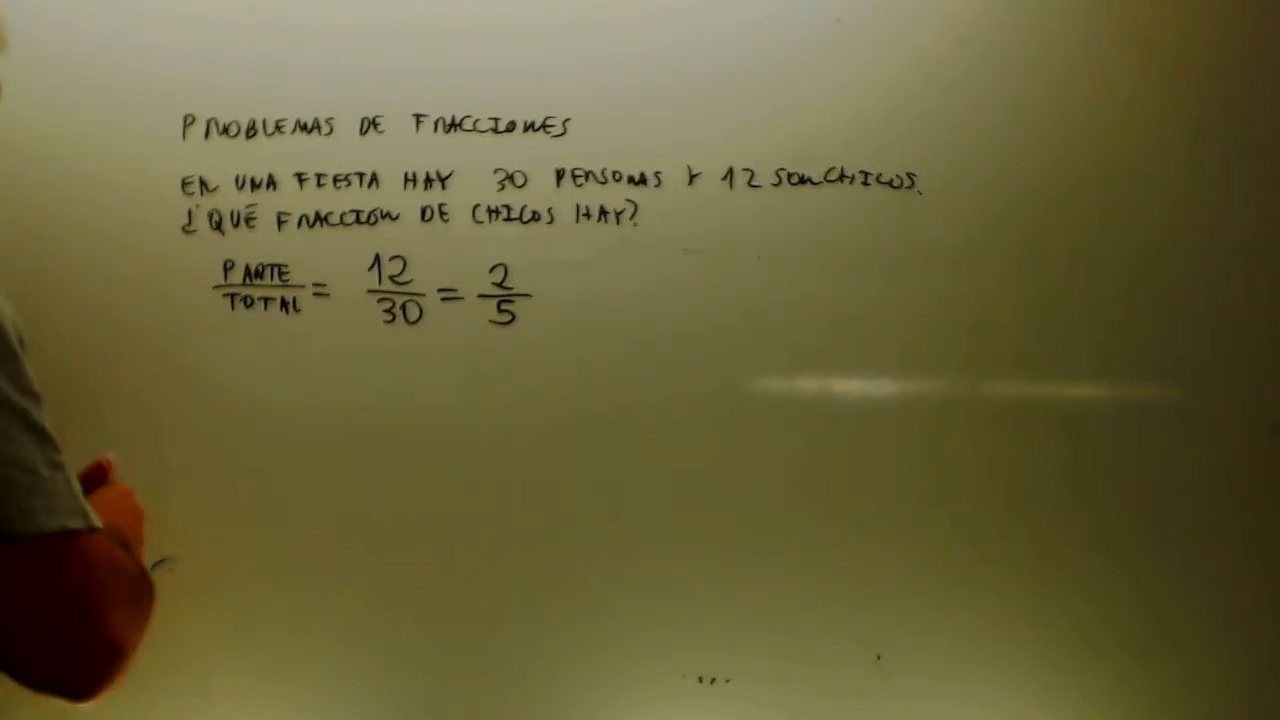 PROBLEMAS DE FRACCIONES
EN UNA FIESTA HAY 30 PERSONAS Y 12 SON CHICOS.
¿QUÉ FRACCIÓN DE CHICOS HAY?
PARTE/TOTAL = 12/30 = 2/5